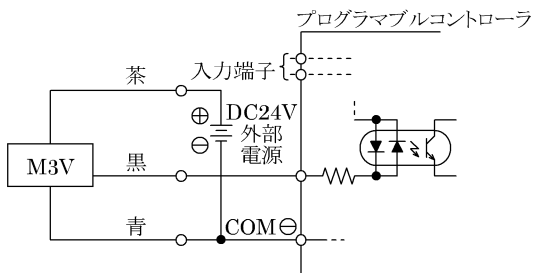 プログラマブルコントローラ
入力端子
茶
⊕ DC24V
外部
⊖ 電源
M3V
黒
青
COM⊖